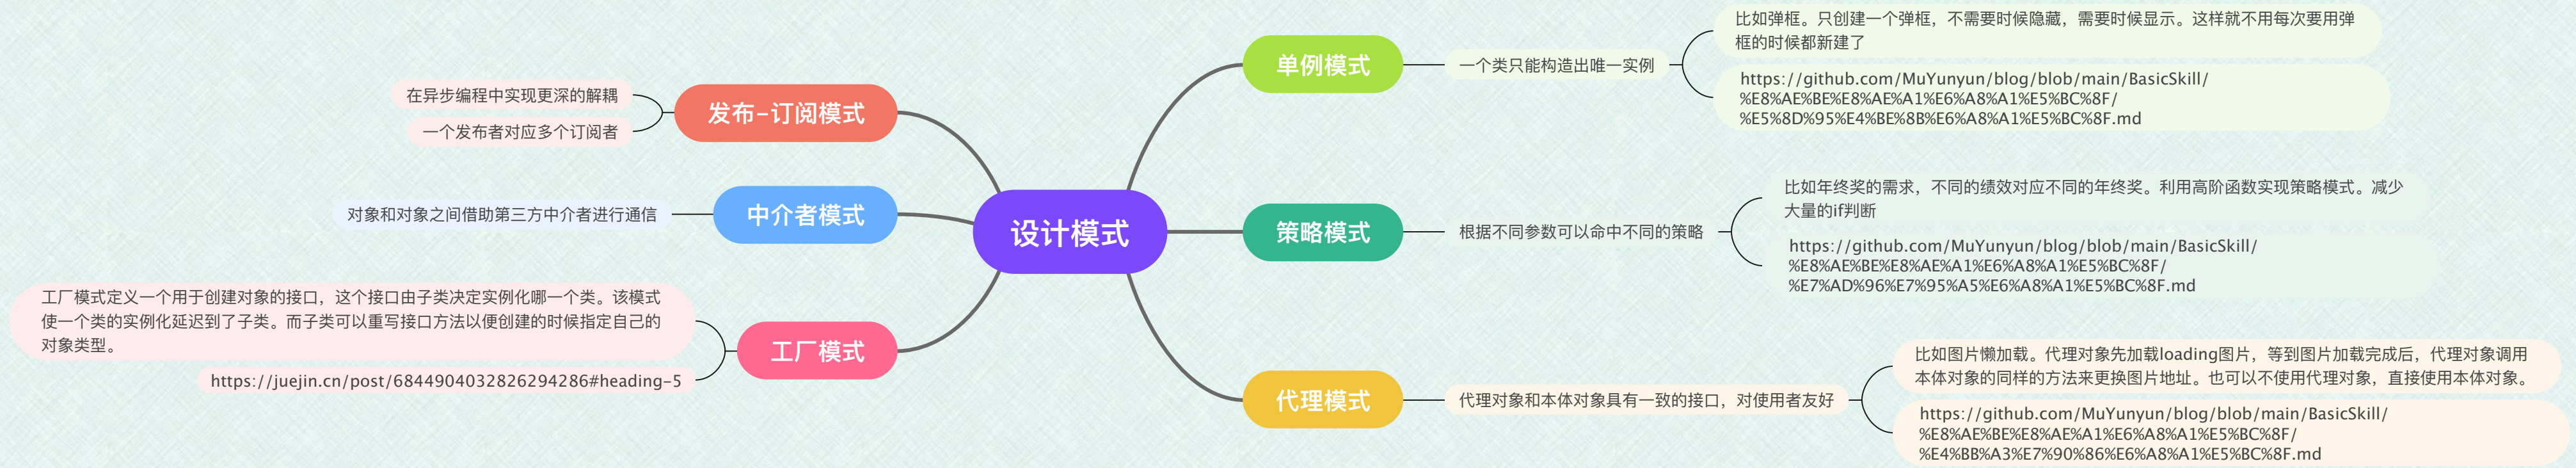 设计模式
单例模式
一个类只能构造出唯一实例
比如弹框。只创建一个弹框，不需要时候隐藏，需要时候显示。这样就不用每次要用弹
框的时候都新建了
https://github.com/MuYunyun/blog/blob/main/BasicSkill/
%E8%AE%BE%E8%AE%A1%E6%A8%A1%E5%BC%8F/
%E5%8D%95%E4%BE%8B%E6%A8%A1%E5%BC%8F.md
策略模式
根据不同参数可以命中不同的策略
比如年终奖的需求，不同的绩效对应不同的年终奖。利用高阶函数实现策略模式。减少
大量的if判断
https://github.com/MuYunyun/blog/blob/main/BasicSkill/
%E8%AE%BE%E8%AE%A1%E6%A8%A1%E5%BC%8F/
%E7%AD%96%E7%95%A5%E6%A8%A1%E5%BC%8F.md
代理模式
代理对象和本体对象具有一致的接口，对使用者友好
比如图片懒加载。代理对象先加载loading图片，等到图片加载完成后，代理对象调用
本体对象的同样的方法来更换图片地址。也可以不使用代理对象，直接使用本体对象。
https://github.com/MuYunyun/blog/blob/main/BasicSkill/
%E8%AE%BE%E8%AE%A1%E6%A8%A1%E5%BC%8F/
%E4%BB%A3%E7%90%86%E6%A8%A1%E5%BC%8F.md
发布-订阅模式
在异步编程中实现更深的解耦
一个发布者对应多个订阅者
中介者模式
对象和对象之间借助第三方中介者进行通信
工厂模式
工厂模式定义一个用于创建对象的接口，这个接口由子类决定实例化哪一个类。该模式
使一个类的实例化延迟到了子类。而子类可以重写接口方法以便创建的时候指定自己的
对象类型。
https://juejin.cn/post/6844904032826294286#heading-5